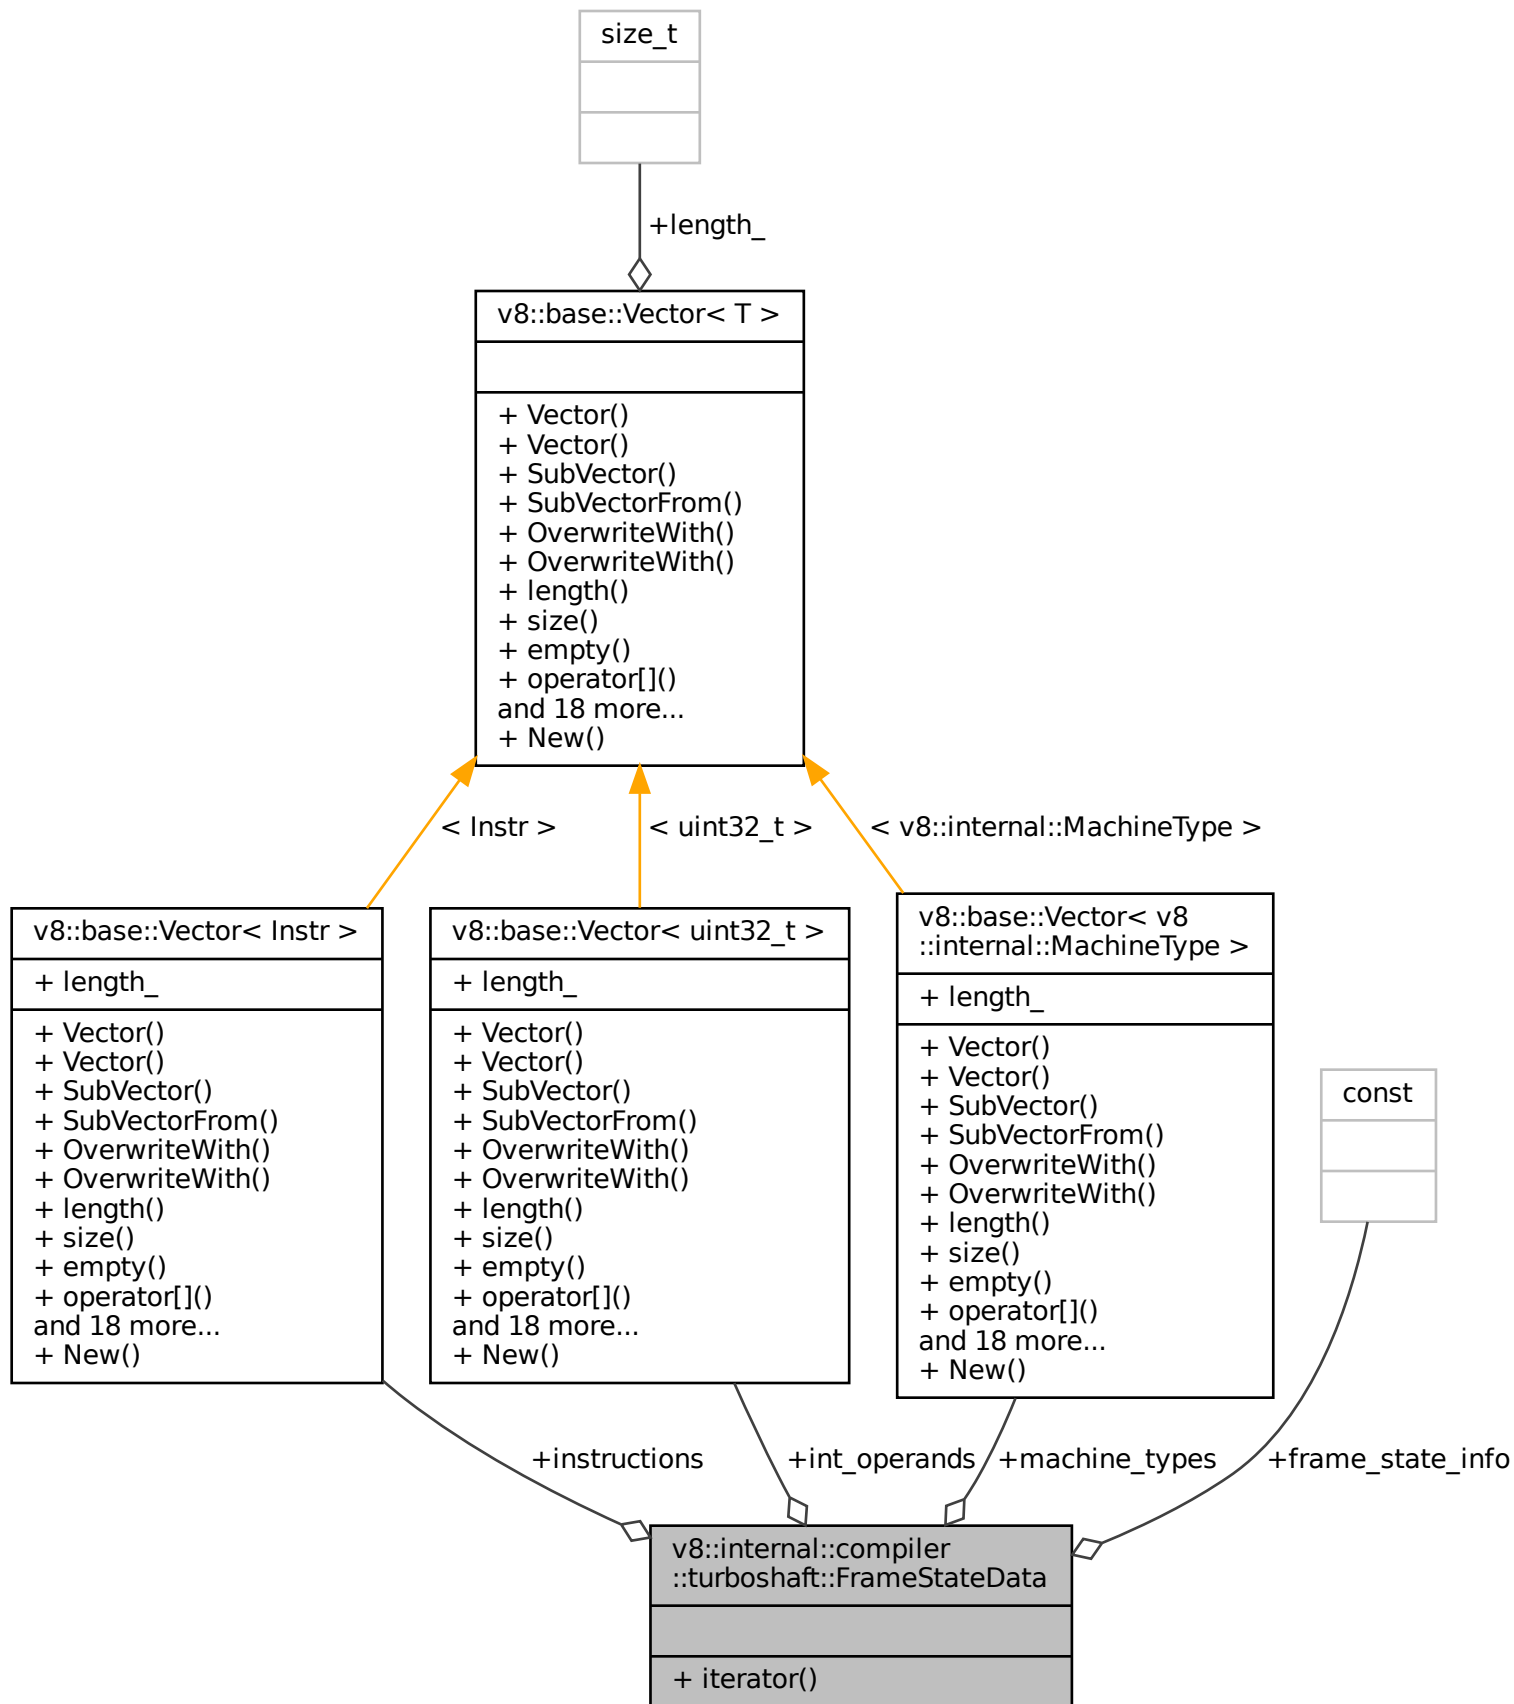 size_t
+length_
v8::base::Vector< T >
+ Vector()
+ Vector()
+ SubVector()
+ SubVectorFrom()
+ OverwriteWith()
+ OverwriteWith()
+ length()
+ size()
+ empty()
+ operator[]()
and 18 more...
+ New()
< Instr >
< uint32_t >
< v8::internal::MachineType >
v8::base::Vector< Instr >
+ length_
+ Vector()
+ Vector()
+ SubVector()
+ SubVectorFrom()
+ OverwriteWith()
+ OverwriteWith()
+ length()
+ size()
+ empty()
+ operator[]()
and 18 more...
+ New()
v8::base::Vector< uint32_t >
+ length_
+ Vector()
+ Vector()
+ SubVector()
+ SubVectorFrom()
+ OverwriteWith()
+ OverwriteWith()
+ length()
+ size()
+ empty()
+ operator[]()
and 18 more...
+ New()
v8::base::Vector< v8
::internal::MachineType >
+ length_
+ Vector()
+ Vector()
+ SubVector()
+ SubVectorFrom()
+ OverwriteWith()
+ OverwriteWith()
+ length()
+ size()
+ empty()
+ operator[]()
and 18 more...
+ New()
const
+instructions
+int_operands
+machine_types
+frame_state_info
v8::internal::compiler
::turboshaft::FrameStateData
+ iterator()